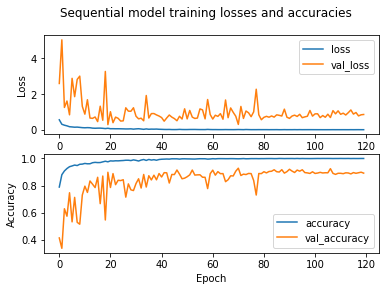 Sequential model training losses and accuracies
4
2
0
Loss
loss
val_loss
0 20 40 60 80 100 120
1.0
0.8
0.6
0.4
Accuracy
accuracy
val_accuracy
0 20 40 60 80 100 120
Epoch